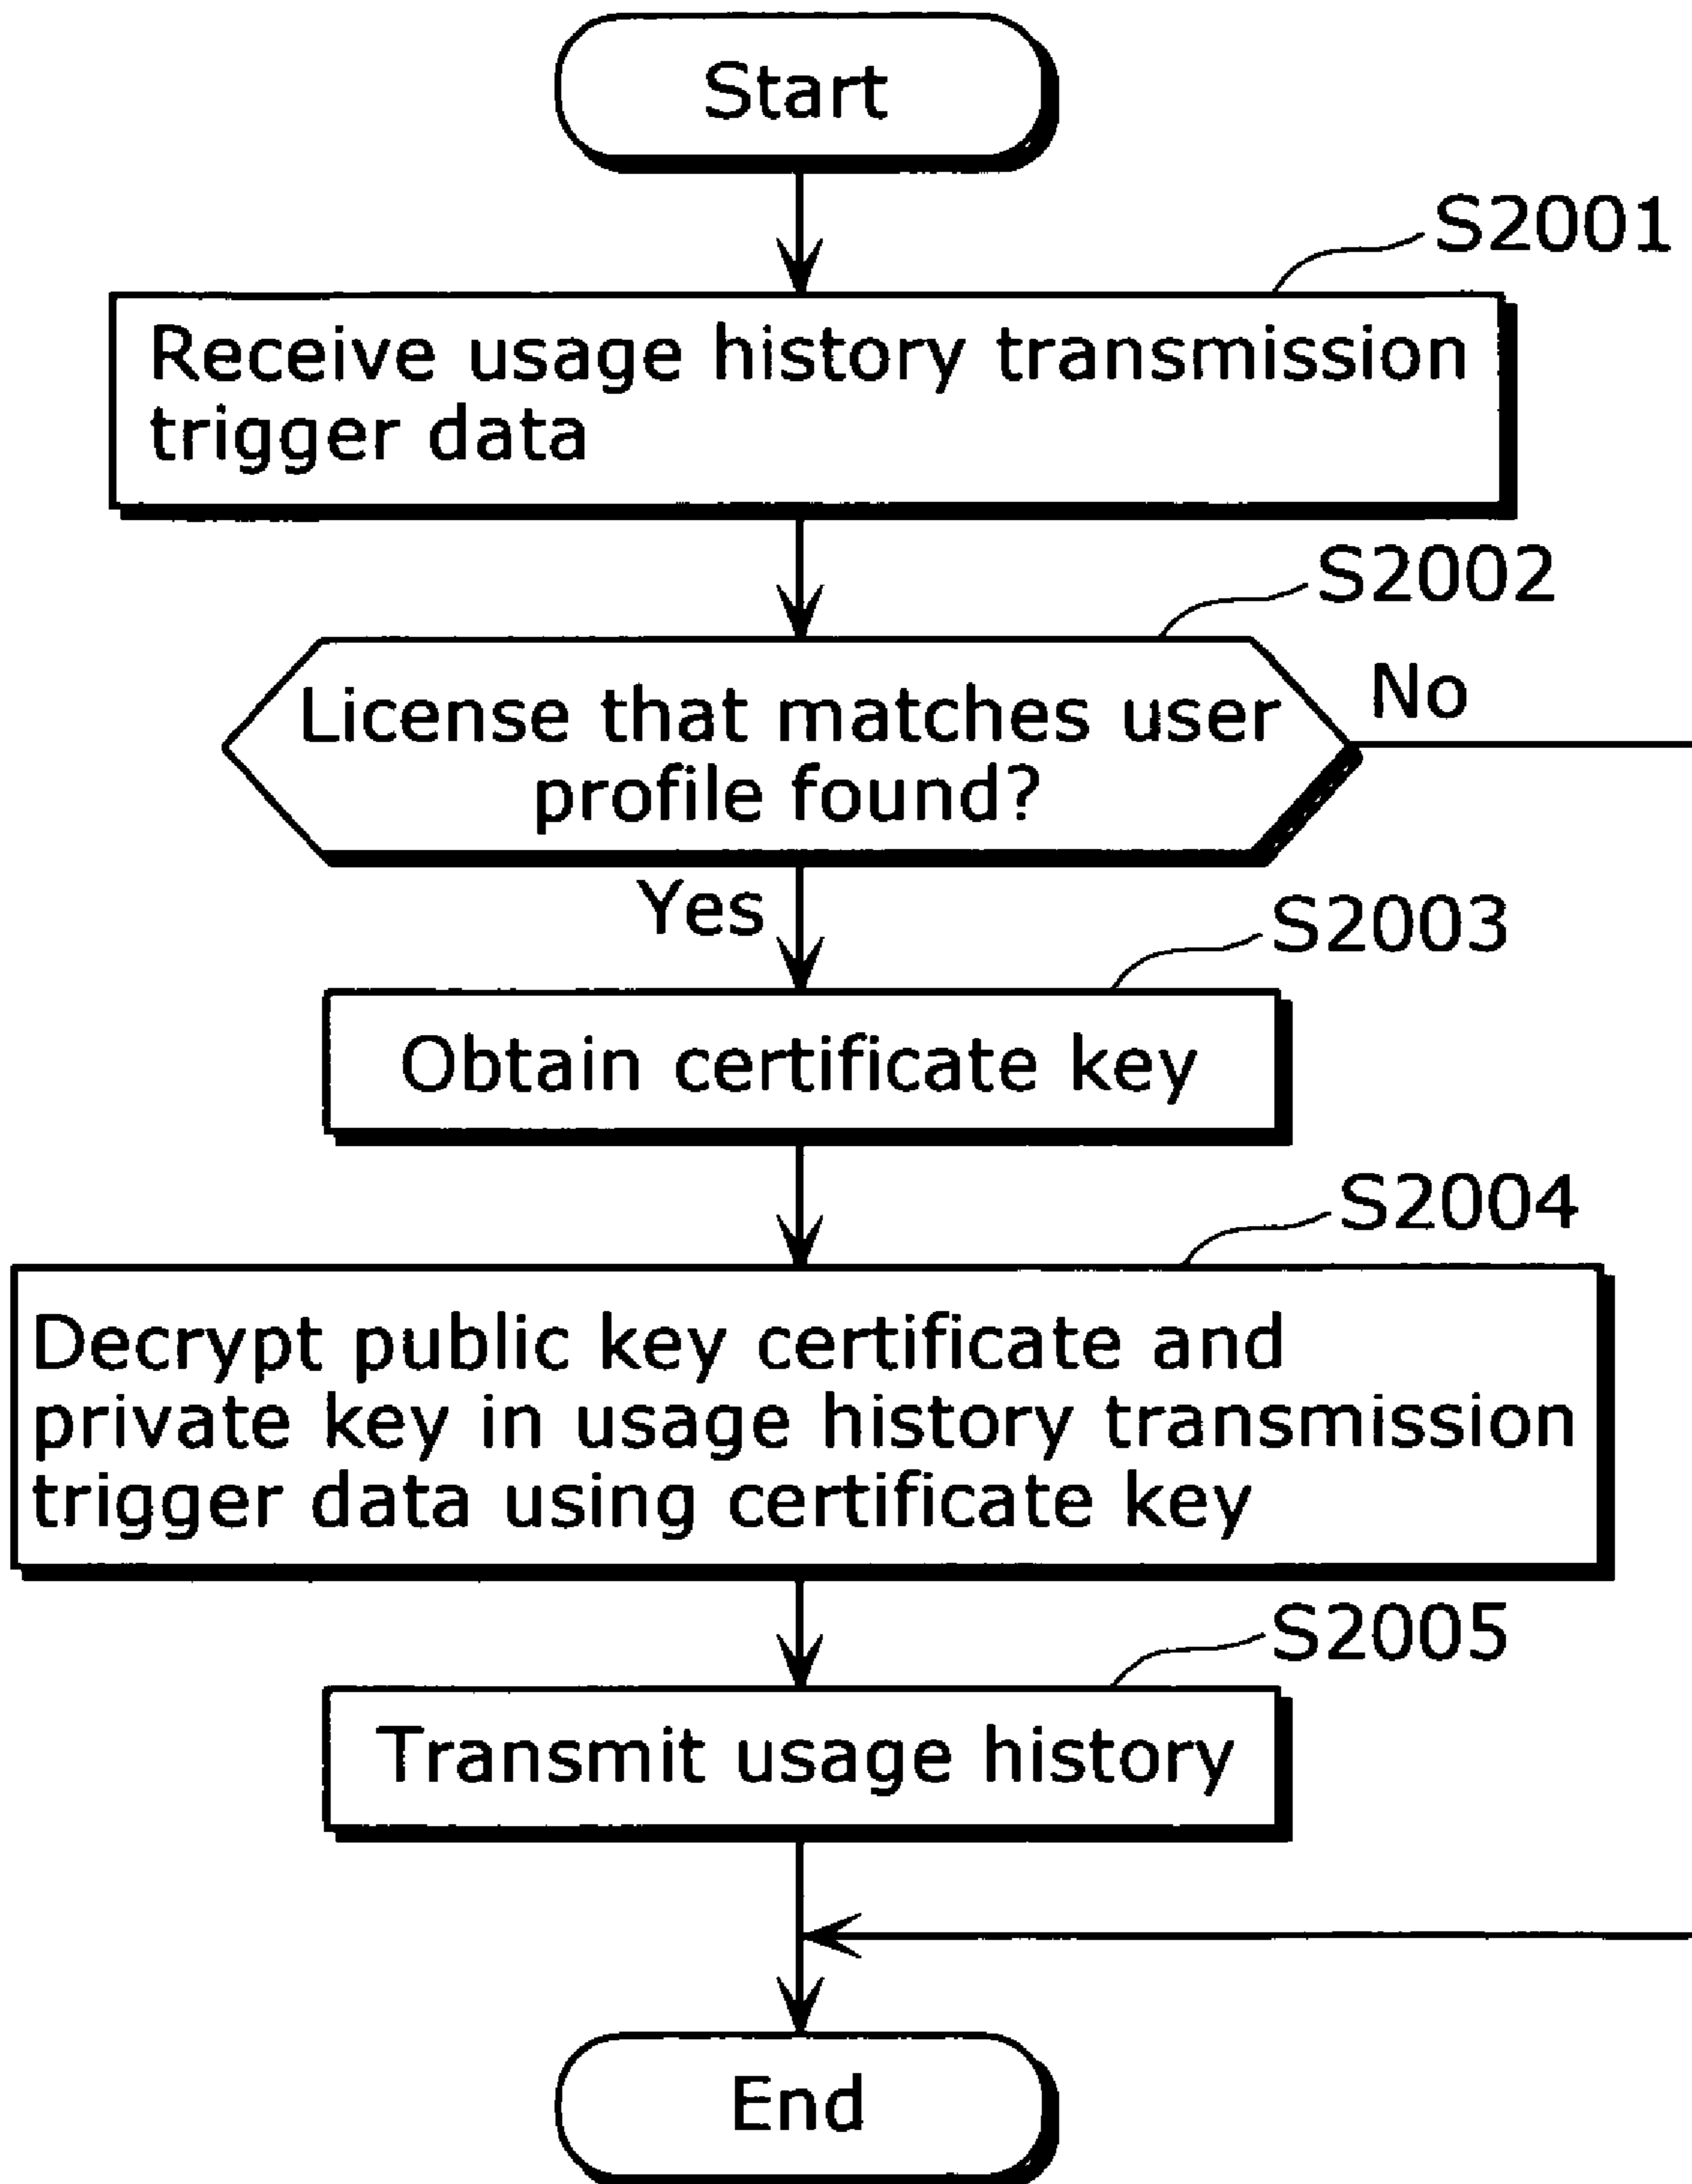 Start
S2001
Receive usage history transmission
trigger data
S2002
License that matches user
profile found?
No
Yes
S2003
Obtain certificate key
S2004
Decrypt public key certificate and
private key in usage history transmission
trigger data using certificate key
S2005
Transmit usage history
End